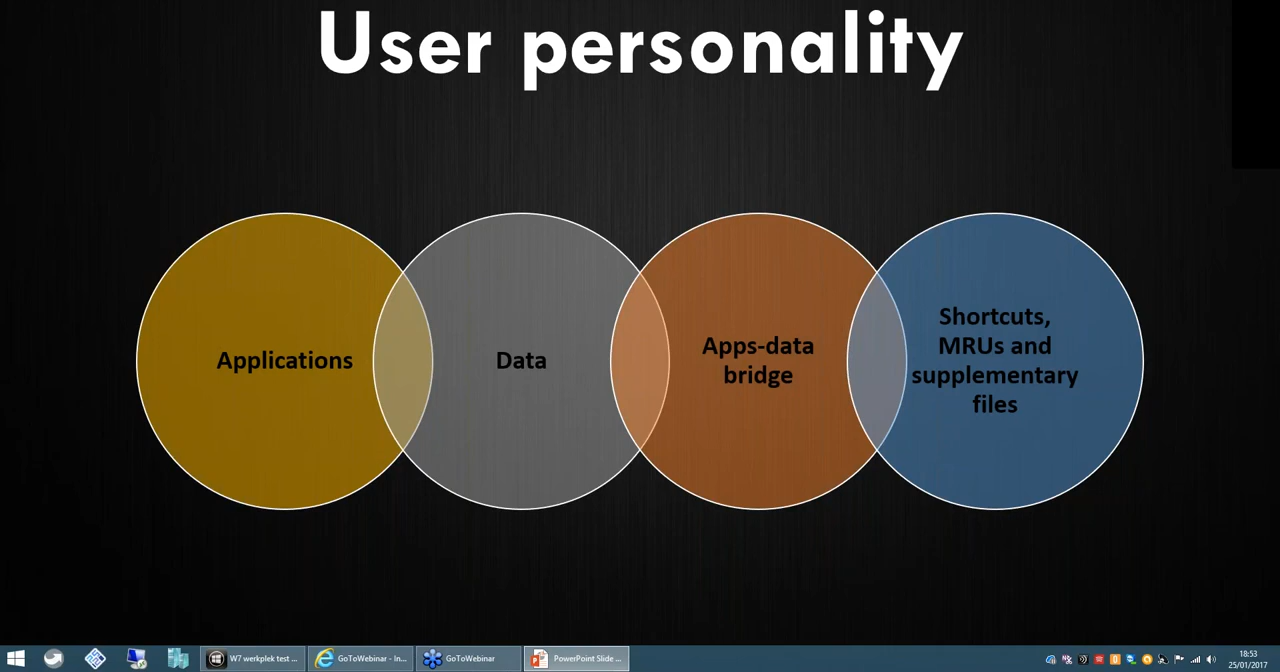 User personality
Applications
Data
Apps-data
bridge
Shortcuts,
MRUs and
supplementary
files
W7 werkplek test ...
GoToWebinar - In...
GoToWebinar
PowerPoint Slide ...
18:53
25/01/2017